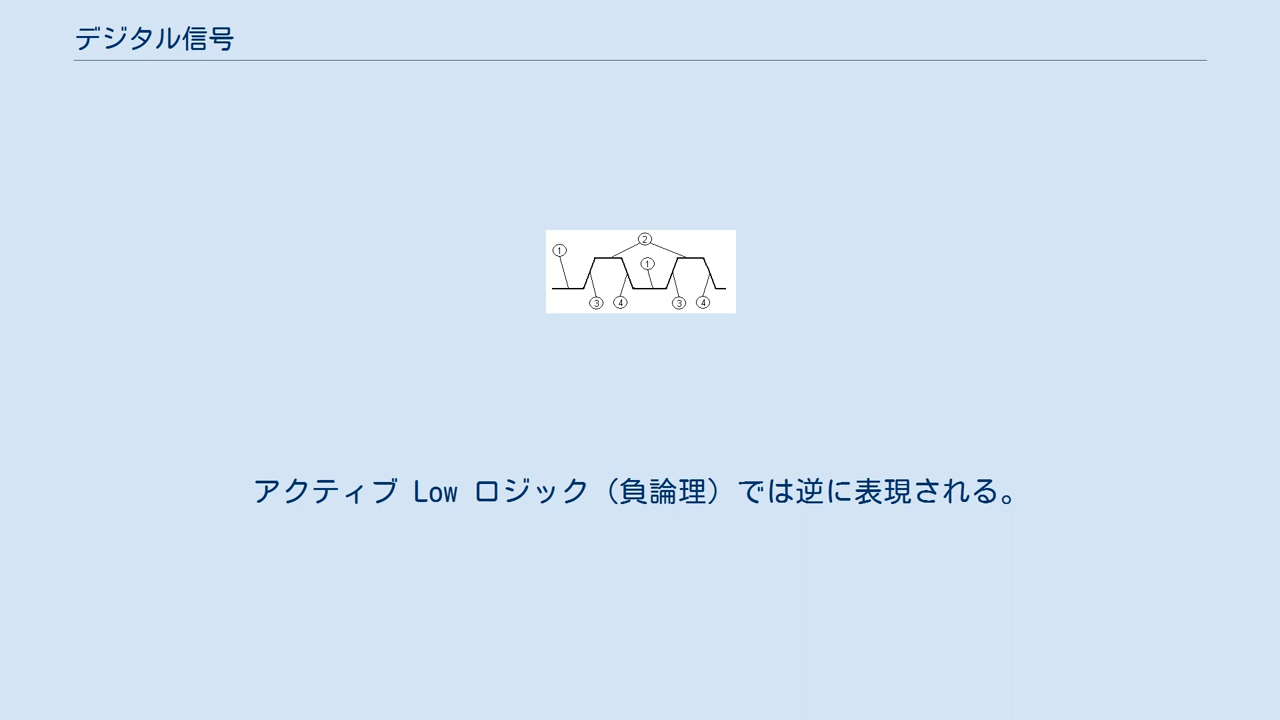 デジタル信号
②
①
①
③ ④ ③ ④
アクティブ Low ロジック（負論理）では逆に表現される。